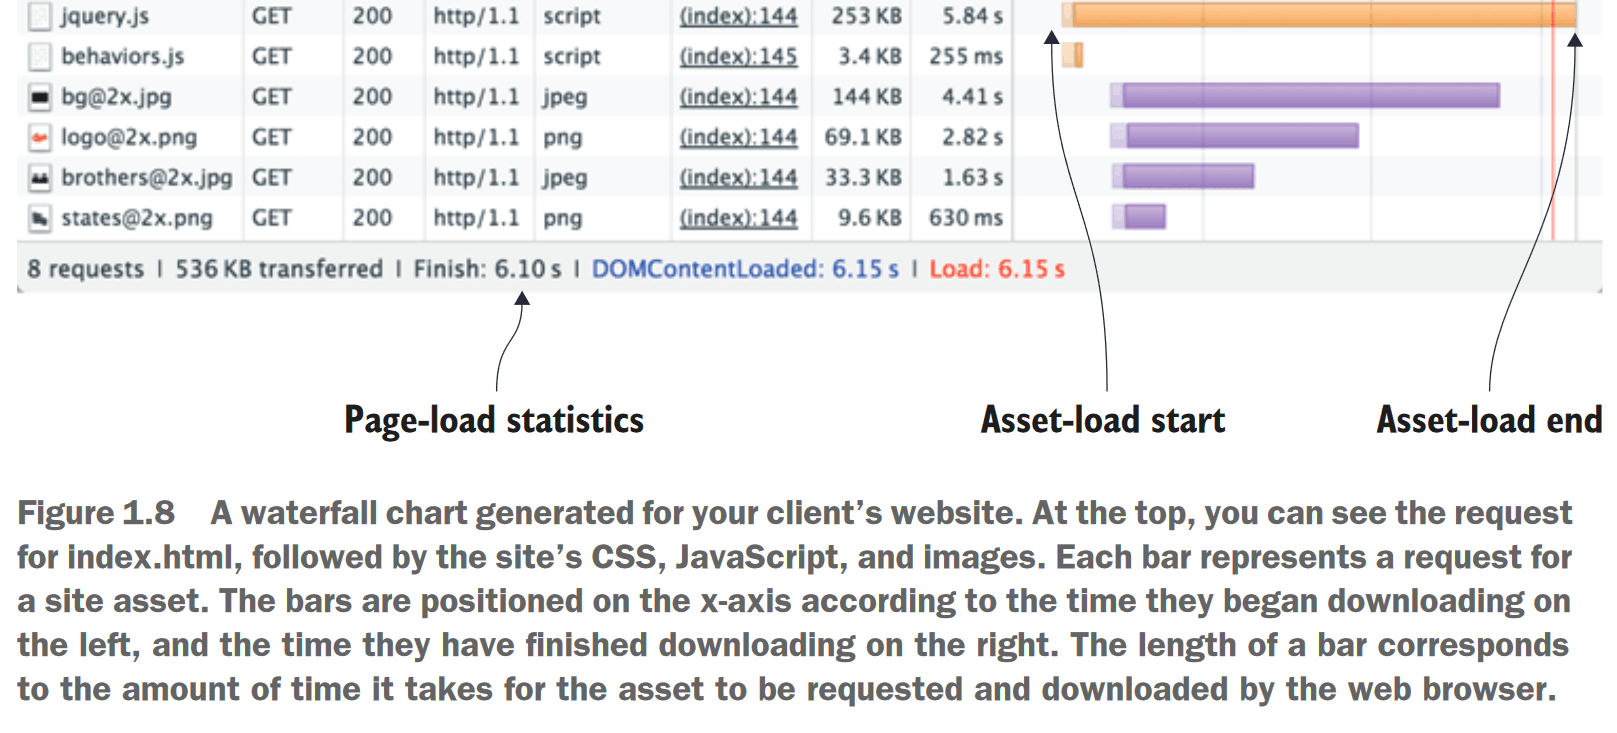 jquery.js GET 200 http/1.1 script (index):144 253 KB 5.84 s
behaviors.js GET 200 http/1.1 script (index):145 3.4 KB 255 ms
bg@2x.jpg GET 200 http/1.1 jpeg (index):144 144 KB 4.41 s
logo@2x.png GET 200 http/1.1 png (index):144 69.1 KB 2.82 s
brothers@2x.jpg GET 200 http/1.1 jpeg (index):144 33.3 KB 1.63 s
states@2x.png GET 200 http/1.1 png (index):144 9.6 KB 630 ms
8 requests | 536 KB transferred | Finish: 6.10 s | DOMContentLoaded: 6.15 s | Load: 6.15 s
Page-load statistics Asset-load start Asset-load end
Figure 1.8 A waterfall chart generated for your client’s website. At the top, you can see the request
for index.html, followed by the site’s CSS, JavaScript, and images. Each bar represents a request for
a site asset. The bars are positioned on the x-axis according to the time they began downloading on
the left, and the time they have finished downloading on the right. The length of a bar corresponds
to the amount of time it takes for the asset to be requested and downloaded by the web browser.